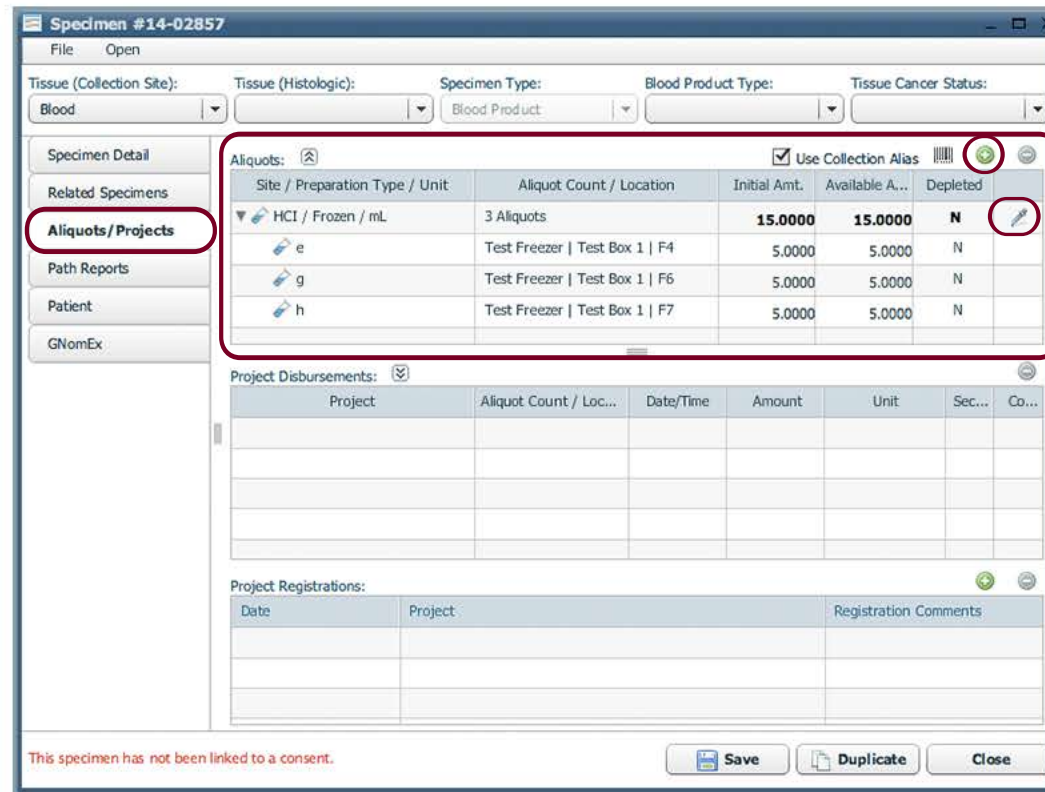 Specimen #14-02857
File Open
Tissue (Collection Site): Tissue (Histologic): Specimen Type: Blood Product Type: Tissue Cancer Status:
Blood Blood Product
Specimen Detail
Related Specimens
Aliquots/Projects
Path Reports
Patient
GNomEx
Aliquots: Use Collection Alias
Site / Preparation Type / Unit Aliquot Count / Location Initial Amt. Available A... Depleted
HCI / Frozen / mL 3 Aliquots 15.0000 15.0000 N
e Test Freezer | Test Box 1 | F4 5.0000 5.0000 N
g Test Freezer | Test Box 1 | F6 5.0000 5.0000 N
h Test Freezer | Test Box 1 | F7 5.0000 5.0000 N
Project Disbursements:
Project Aliquot Count / Loc... Date/Time Amount Unit Sec... Co...
Project Registrations:
Date Project Registration Comments
This specimen has not been linked to a consent.
Save Duplicate Close